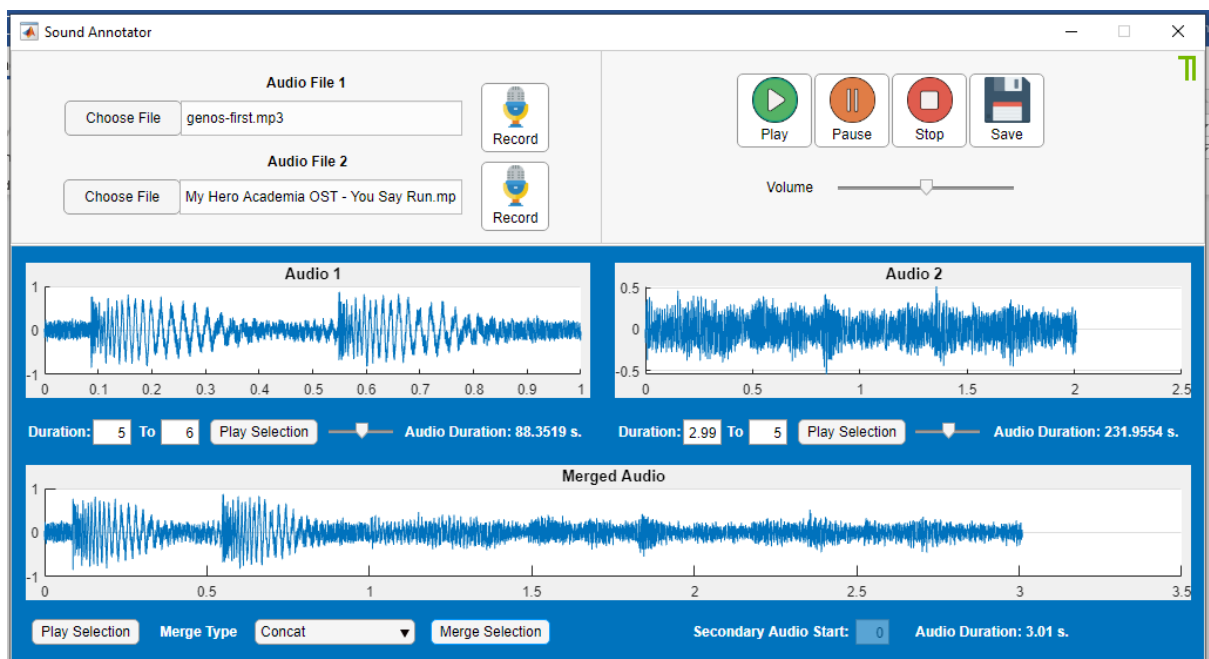 Sound Annotator
Audio File 1
Choose File genos-first.mp3
Record
Audio File 2
Choose File My Hero Academia OST - You Say Run.mp
Record
Play Pause Stop Save
Volume
Audio 1
1
0
-1
0 0.1 0.2 0.3 0.4 0.5 0.6 0.7 0.8 0.9 1
Duration: 5 To 6 Play Selection Audio Duration: 88.3519 s.
Audio 2
0.5
0
-0.5
0 0.5 1 1.5 2 2.5
Duration: 2.99 To 5 Play Selection Audio Duration: 231.9554 s.
Merged Audio
1
0
-1
0 0.5 1 1.5 2 2.5 3 3.5
Play Selection Merge Type Concat Merge Selection Secondary Audio Start: 0 Audio Duration: 3.01 s.